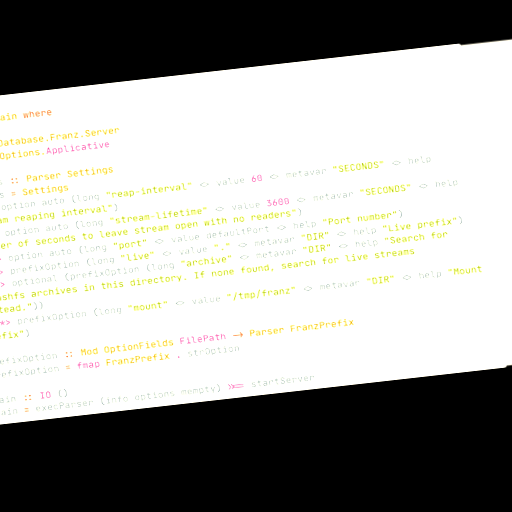 ain where
Database.Franz.Server
Options.Applicative
:: Parser Settings
s = Settings
option auto (long "reap-interval" <> value 60 <> metavar "SECONDS" <> help
am reaping interval")
option auto (long "stream-lifetime" <> value 3600 <> metavar "SECONDS" <> help
er of seconds to leave stream open with no readers")
> option auto (long "port" <> value defaultPort <> help "Port number")
> prefixOption (long "live" <> value "." <> metavar "DIR" <> help "Live prefix")
> optional (prefixOption (long "archive" <> metavar "DIR" <> help "Search for
ashfs archives in this directory. If none found, search for live streams
tead."))
*> prefixOption (long "mount" <> value "/tmp/franz" <> metavar "DIR" <> help "Mount
fix")
efixOption :: Mod OptionFields FilePath -> Parser FranzPrefix
efixOption = fmap FranzPrefix . strOption
ain :: IO ()
ain = execParser (info options mempty) >>= startServer